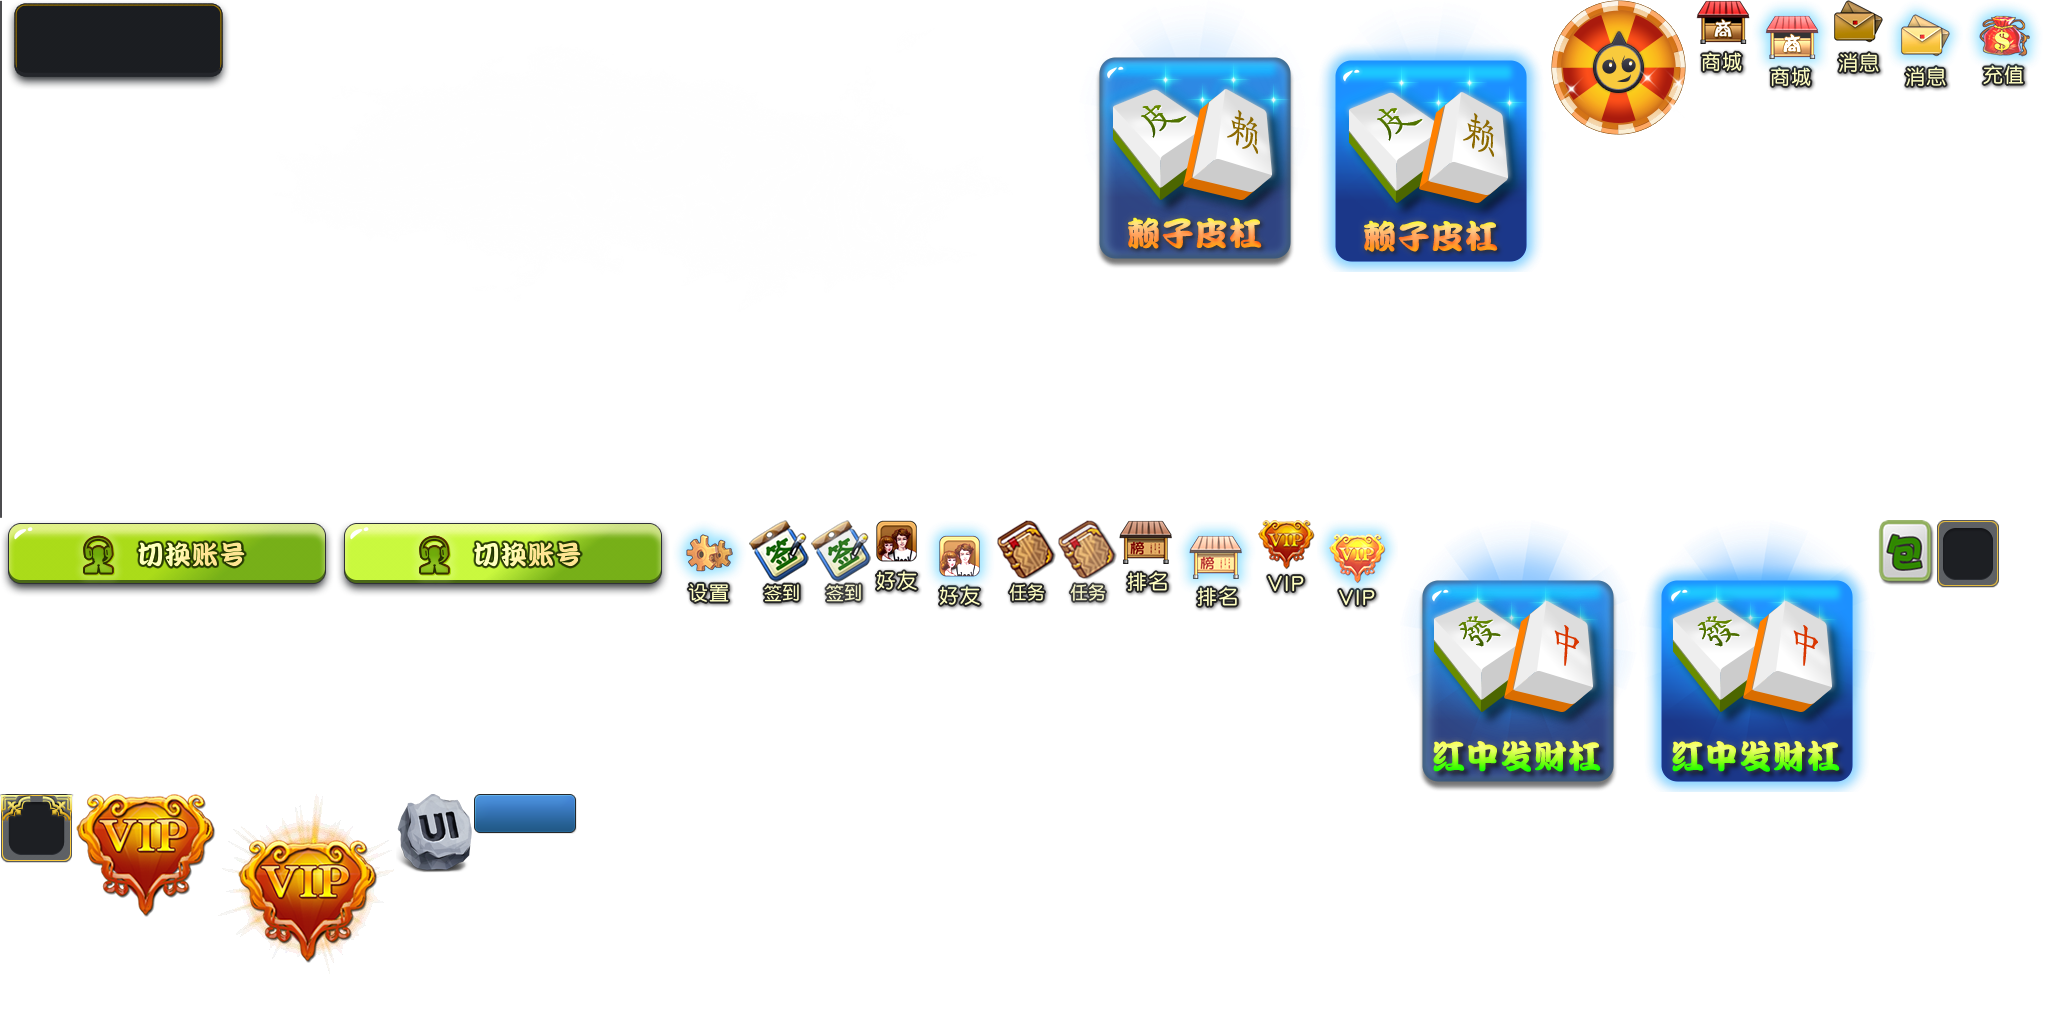 皮 赖
赖子皮杠
皮 赖
赖子皮杠
商
商城
商
商城
消息
消息
$
充值
切换账号
切换账号
设置
签
签到
签
签到
好友
好友
任务
任务
榜
排名
榜
排名
VIP
VIP
VIP
VIP
發 中
红中发财杠
發 中
红中发财杠
包
VIP
VIP
UI